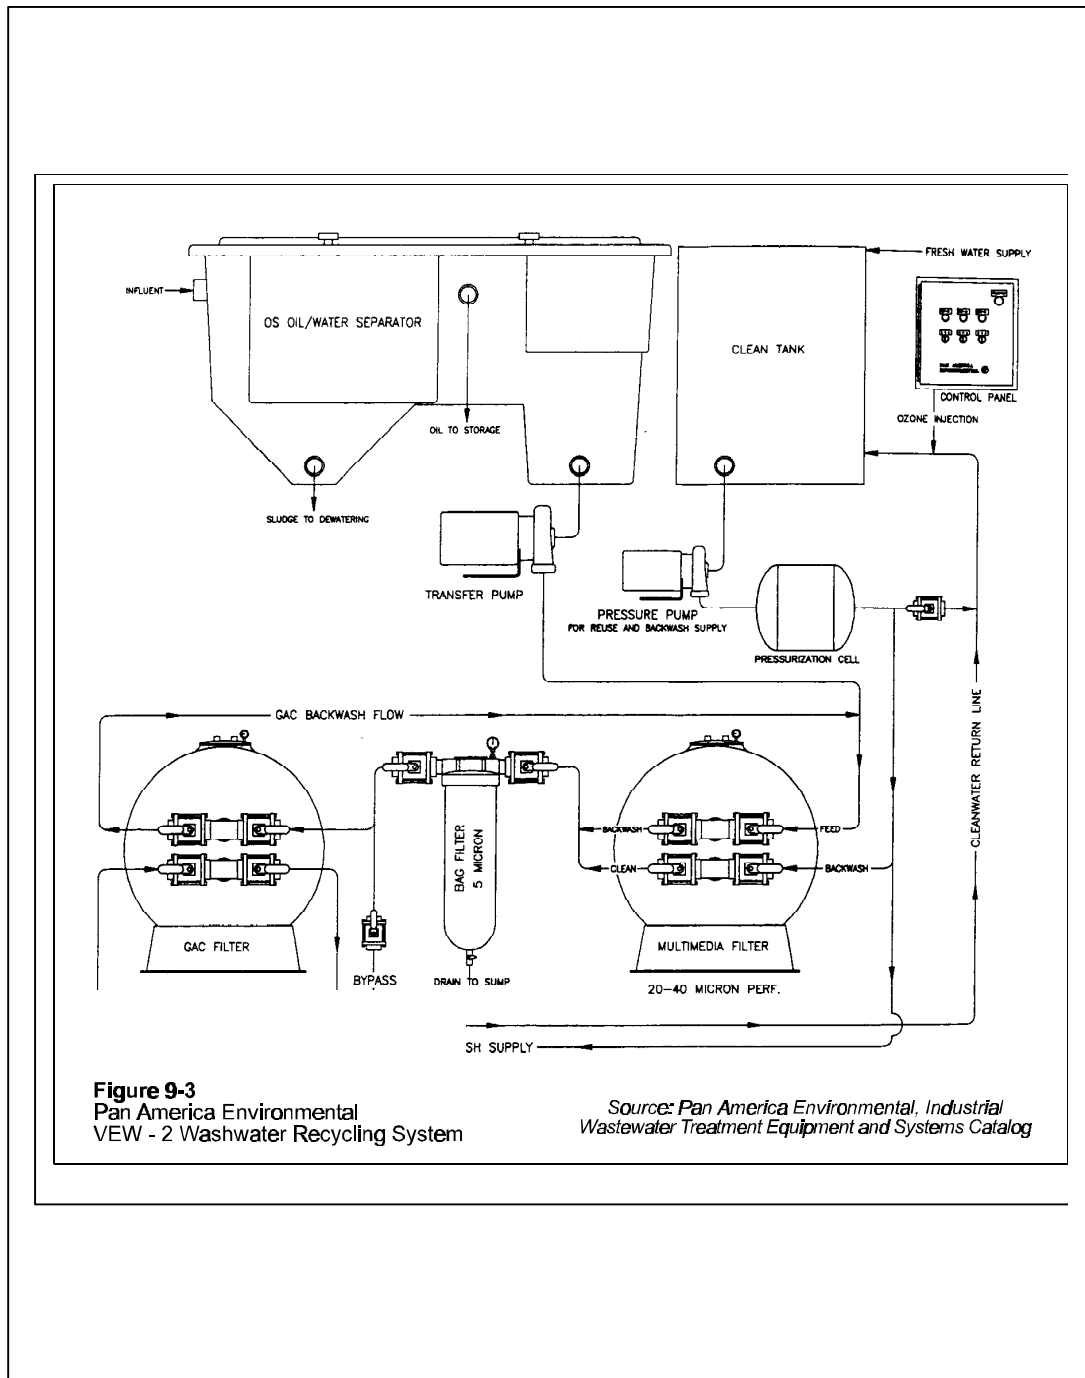 FRESH WATER SUPPLY
INFLUENT
OS OIL/WATER SEPARATOR
CLEAN TANK
CONTROL PANEL
OZONE INJECTION
OIL TO STORAGE
SLUDGE TO DEWATERING
TRANSFER PUMP
PRESSURE PUMP
FOR REUSE AND BACKWASH SUPPLY
PRESSURIZATION CELL
GAC BACKWASH FLOW
CLEANWATER RETURN LINE
BACKWASH
FEED
BAG FILTER
5 MICRON
CLEAN
BACKWASH
GAC FILTER
MULTIMEDIA FILTER
BYPASS
DRAIN TO SUMP
20-40 MICRON PERF.
SH SUPPLY
Figure 9-3
Pan America Environmental
VEW - 2 Washwater Recycling System
Source: Pan America Environmental, Industrial
Wastewater Treatment Equipment and Systems Catalog